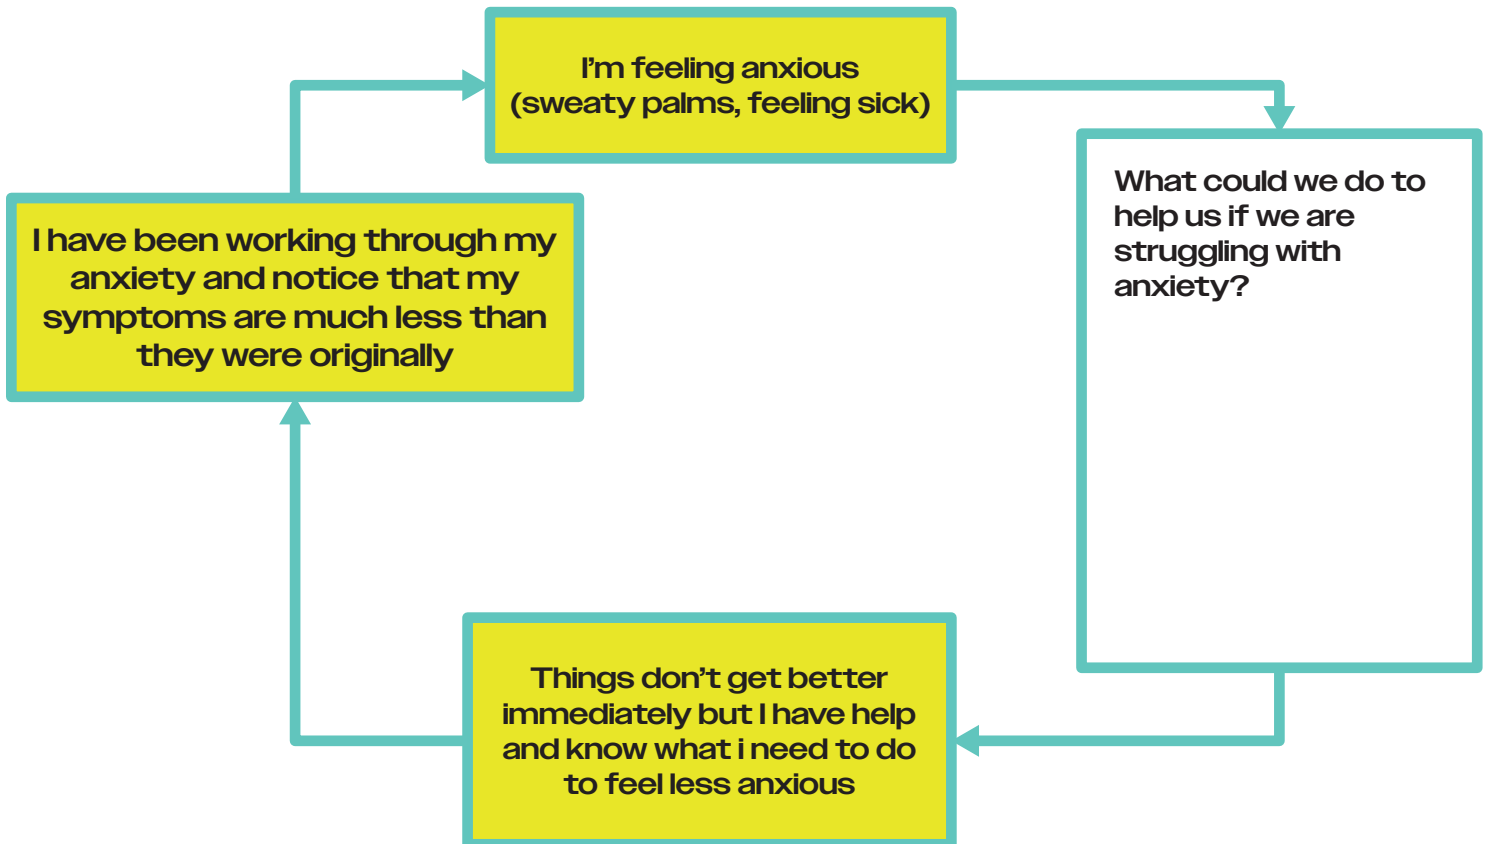 I'm feeling anxious
(sweaty palms, feeling sick)
What could we do to
help us if we are
struggling with
anxiety?
Things don't get better
immediately but I have help
and know what i need to do
to feel less anxious
I have been working through my
anxiety and notice that my
symptoms are much less than
they were originally